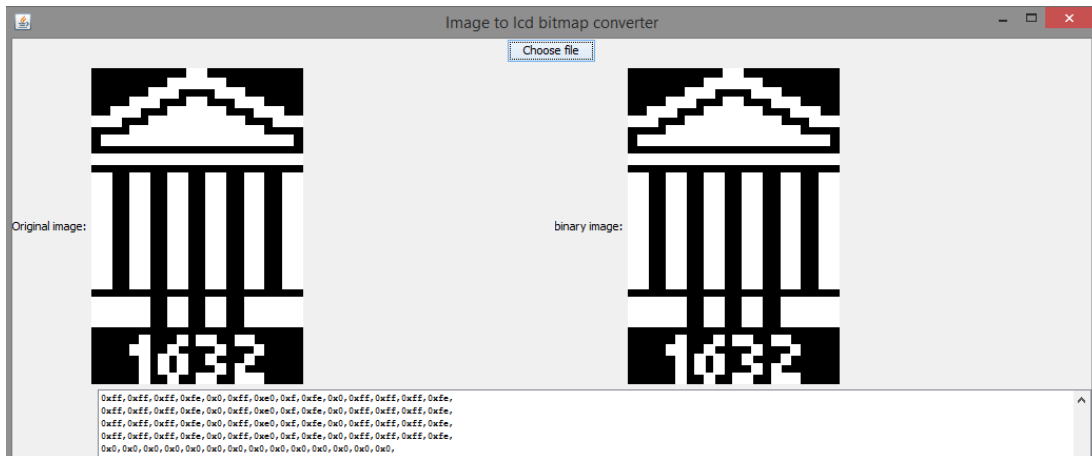 Image to lcd bitmap converter
Choose file
Original image:
binary image:
1632
1632
0xff,0xff,0xff,0xfe,0x0,0xff,0xe0,0xf,0xfe,0x0,0xff,0xff,0xff,0xfe,
0xff,0xff,0xff,0xfe,0x0,0xff,0xe0,0xf,0xfe,0x0,0xff,0xff,0xff,0xfe,
0xff,0xff,0xff,0xfe,0x0,0xff,0xe0,0xf,0xfe,0x0,0xff,0xff,0xff,0xfe,
0xff,0xff,0xff,0xfe,0x0,0xff,0xe0,0xf,0xfe,0x0,0xff,0xff,0xff,0xfe,
0x0,0x0,0x0,0x0,0x0,0x0,0x0,0x0,0x0,0x0,0x0,0x0,0x0,0x0,